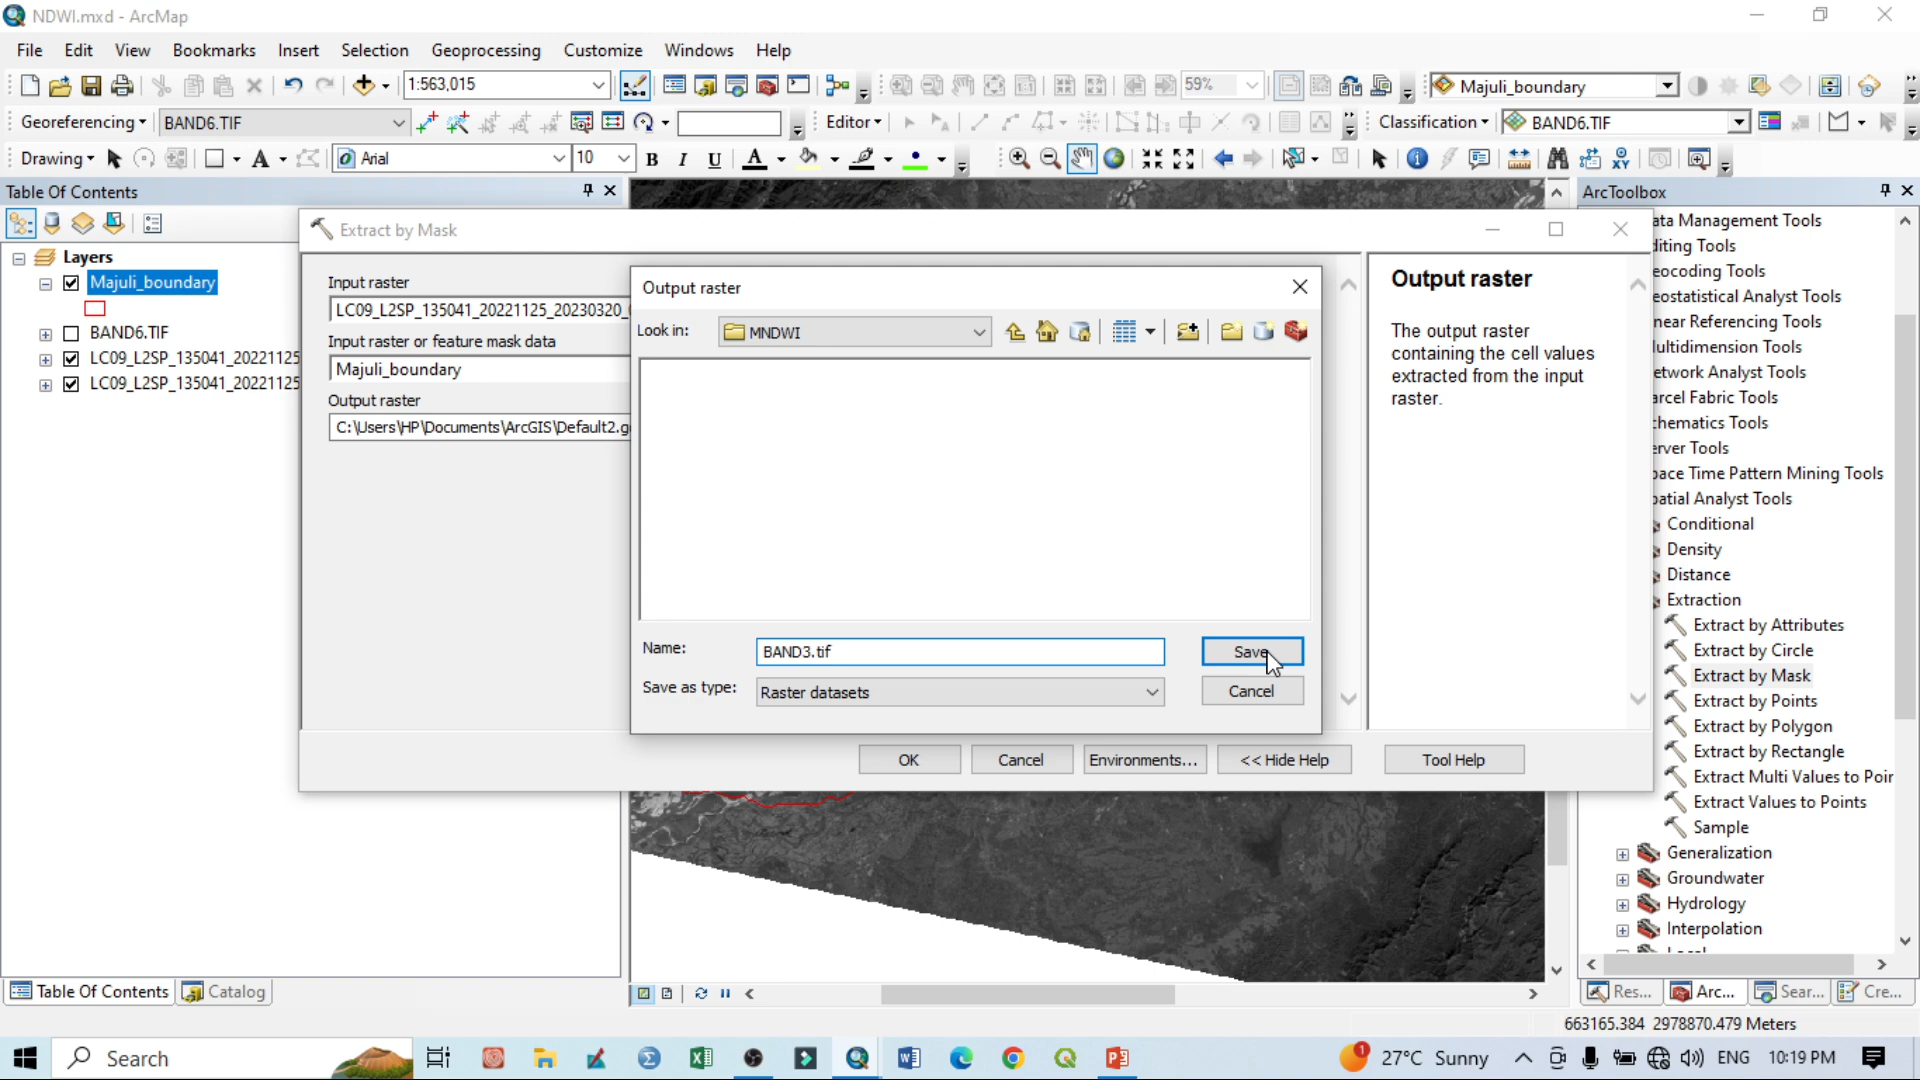 NDWI.mxd - ArcMap
File Edit View Bookmarks Insert Selection Geoprocessing Customize Windows Help
1:563,015
59%
Majuli_boundary
Georeferencing
BAND6.TIF
Editor
Classification
BAND6.TIF
Drawing
A
Arial
10
B I U A
Table Of Contents
ArcToolbox
Layers
Majuli_boundary
BAND6.TIF
LC09_L2SP_135041_20221125
LC09_L2SP_135041_20221125
Extract by Mask
Input raster
LC09_L2SP_135041_20221125_20230320_
Input raster or feature mask data
Majuli_boundary
Output raster
C:\Users\HP\Documents\ArcGIS\Default2.g
Output raster
Look in:
MNDWI
Name:
BAND3.tif
Save
Save as type:
Raster datasets
Cancel
OK
Cancel
Environments...
<< Hide Help
Tool Help
Output raster
The output raster
containing the cell values
extracted from the input
raster.
ata Management Tools
diting Tools
eocoding Tools
eostatistical Analyst Tools
near Referencing Tools
ultidimension Tools
etwork Analyst Tools
arcel Fabric Tools
chematics Tools
erver Tools
pace Time Pattern Mining Tools
patial Analyst Tools
Conditional
Density
Distance
Extraction
Extract by Attributes
Extract by Circle
Extract by Mask
Extract by Points
Extract by Polygon
Extract by Rectangle
Extract Multi Values to Poir
Extract Values to Points
Sample
Generalization
Groundwater
Hydrology
Interpolation
Table Of Contents
Catalog
Res...
Arc...
Sear...
Cre...
663165.384 2978870.479 Meters
Search
27°C Sunny
ENG
10:19 PM